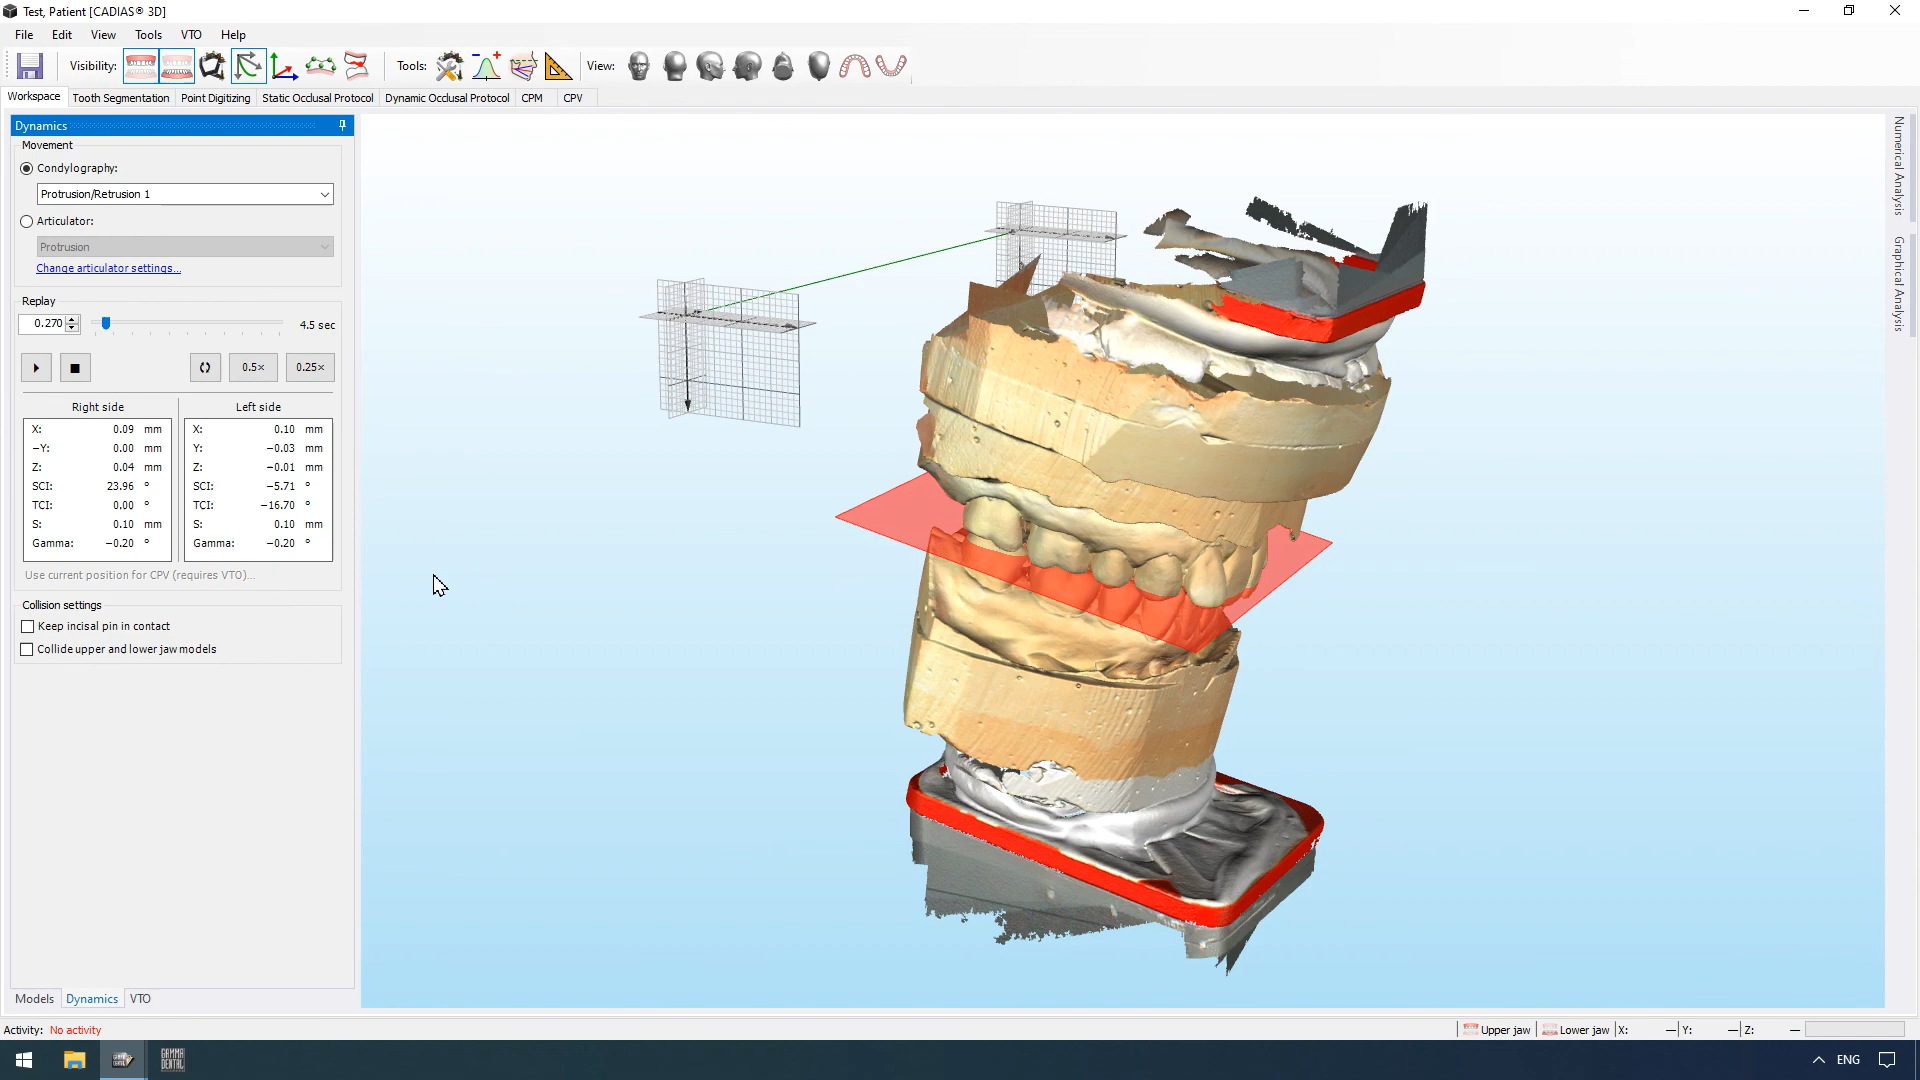 Test, Patient [CADIAS® 3D]
File Edit View Tools VTO Help
Visibility: Tools: View:
Workspace Tooth Segmentation Point Digitizing Static Occlusal Protocol Dynamic Occlusal Protocol CPM CPV
Dynamics
Movement
Condylography:
Protrusion/Retrusion 1
Articulator:
Protrusion
Change articulator settings...
Replay
0.270 4.5 sec
0.5× 0.25×
Right side Left side
X: 0.09 mm X: 0.10 mm
−Y: 0.00 mm Y: −0.03 mm
Z: 0.04 mm Z: −0.01 mm
SCI: 23.96 ° SCI: −5.71 °
TCI: 0.00 ° TCI: −16.70 °
S: 0.10 mm S: 0.10 mm
Gamma: −0.20 ° Gamma: −0.20 °
Use current position for CPV (requires VTO)...
Collision settings
Keep incisal pin in contact
Collide upper and lower jaw models
Models Dynamics VTO
Numerical Analysis
Graphical Analysis
Activity: No activity
Upper jaw Lower jaw X: — Y: — Z: —
GAMMA
DENTAL
ENG